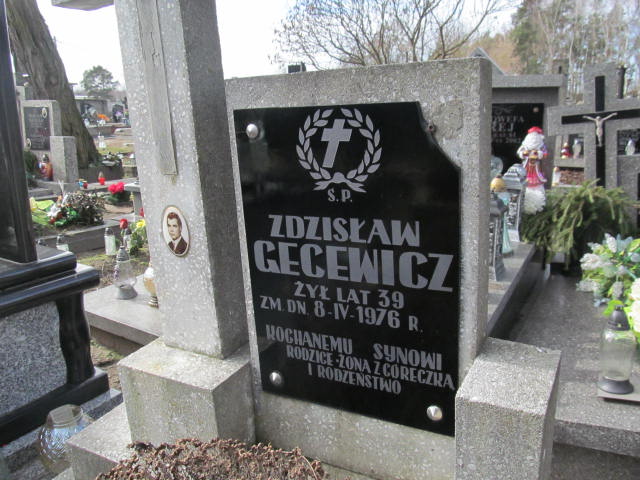 Ś.P.
ZDZISŁAW
GECEWICZ
ŻYŁ LAT 39
ZM. DN. 8-IV-1976 R.
KOCHANEMU SYNOWI
RODZICE-ŻONA Z CÓRECZKĄ
I RODZEŃSTWO